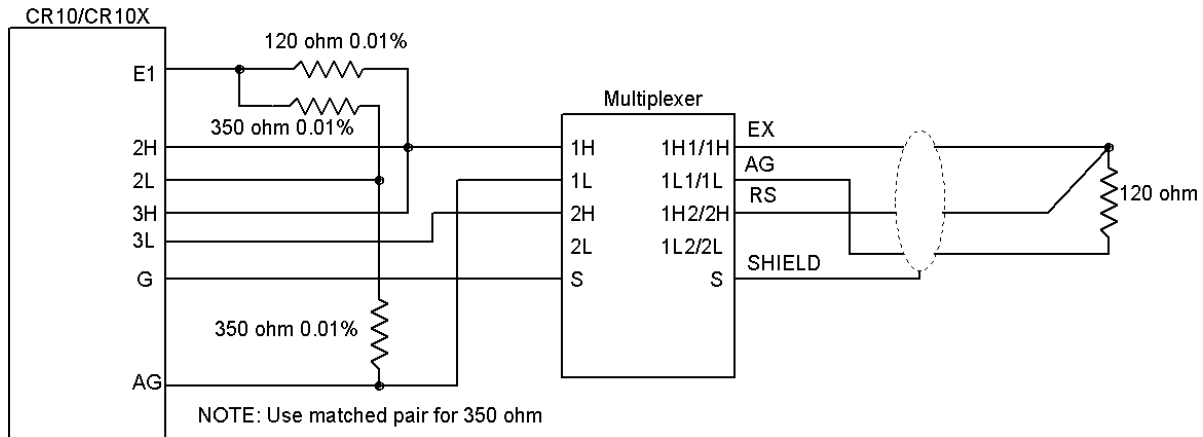 CR10/CR10X
120 ohm 0.01%
E1
350 ohm 0.01%
Multiplexer
2H
2L
3H
3L
G
AG
1H
1L
2H
2L
S
1H1/1H
1L1/1L
1H2/2H
1L2/2L
S
EX
AG
RS
SHIELD
120 ohm
350 ohm 0.01%
NOTE: Use matched pair for 350 ohm